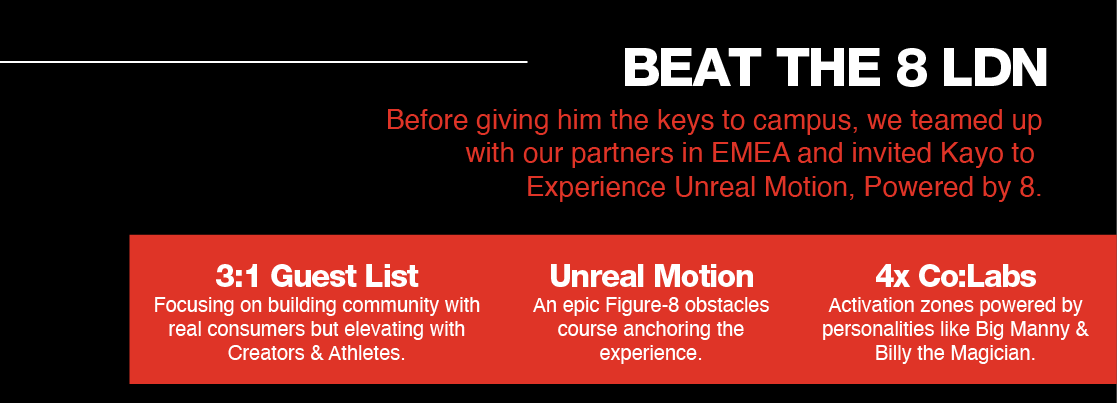 BEAT THE 8 LDN
Before giving him the keys to campus, we teamed up
with our partners in EMEA and invited Kayo to
Experience Unreal Motion, Powered by 8.
3:1 Guest List
Focusing on building community with
real consumers but elevating with
Creators & Athletes.
Unreal Motion
An epic Figure-8 obstacles
course anchoring the
experience.
4x Co:Labs
Activation zones powered by
personalities like Big Manny &
Billy the Magician.